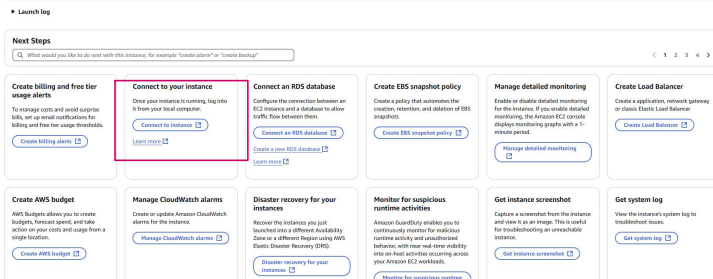 Launch log
Next Steps
What would you like to do next with this instance, for example "create alarm" or "create backup"
1 2 3 4
Create billing and free tier
usage alerts
To manage costs and avoid surprise
bills, set up email notifications for
billing and free tier usage thresholds.
Create billing alerts
Connect to your instance
Once your instance is running, log into
it from your local computer.
Connect to instance
Learn more
Connect an RDS database
Configure the connection between an
EC2 instance and a database to allow
traffic flow between them.
Connect an RDS database
Create a new RDS database
Learn more
Create EBS snapshot policy
Create a policy that automates the
creation, retention, and deletion of EBS
snapshots
Create EBS snapshot policy
Manage detailed monitoring
Enable or disable detailed monitoring
for the instance. If you enable detailed
monitoring, the Amazon EC2 console
displays monitoring graphs with a 1-
minute period.
Manage detailed monitoring
Create Load Balancer
Create a application, network gateway
or classic Elastic Load Balancer
Create Load Balancer
Create AWS budget
AWS Budgets allows you to create
budgets, forecast spend, and take
action on your costs and usage from a
single location.
Create AWS budget
Manage CloudWatch alarms
Create or update Amazon CloudWatch
alarms for the instance.
Manage CloudWatch alarms
Disaster recovery for your
instances
Recover the instances you just
launched into a different Availability
Zone or a different Region using AWS
Elastic Disaster Recovery (DRS).
Disaster recovery for your
instances
Monitor for suspicious
runtime activities
Amazon GuardDuty enables you to
continuously monitor for malicious
runtime activity and unauthorized
behavior, with near real-time visibility
into on-host activities occurring across
your Amazon EC2 workloads.
Monitor for suspicious runtime
Get instance screenshot
Capture a screenshot from the instance
and view it as an image. This is useful
for troubleshooting an unreachable
instance.
Get instance screenshot
Get system log
View the instance's system log to
troubleshoot issues.
Get system log